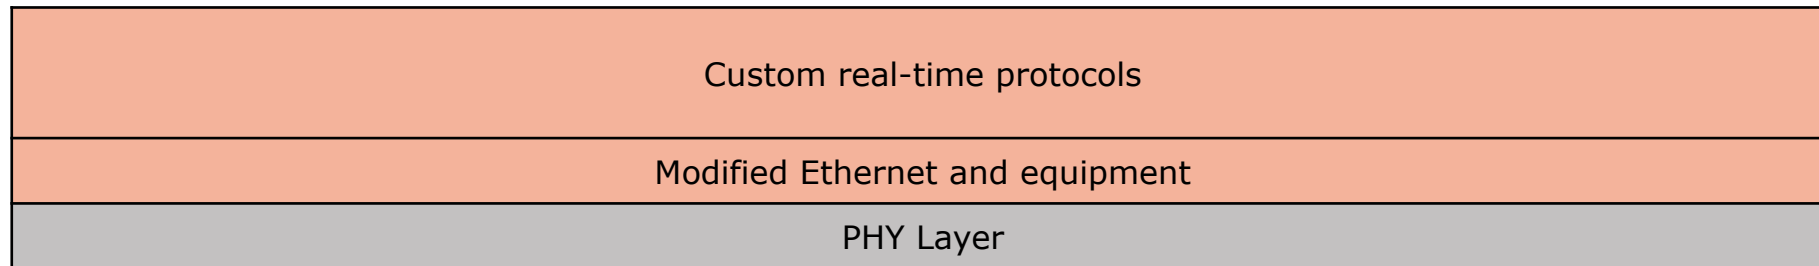 Custom real-time protocols
Modified Ethernet and equipment
PHY Layer